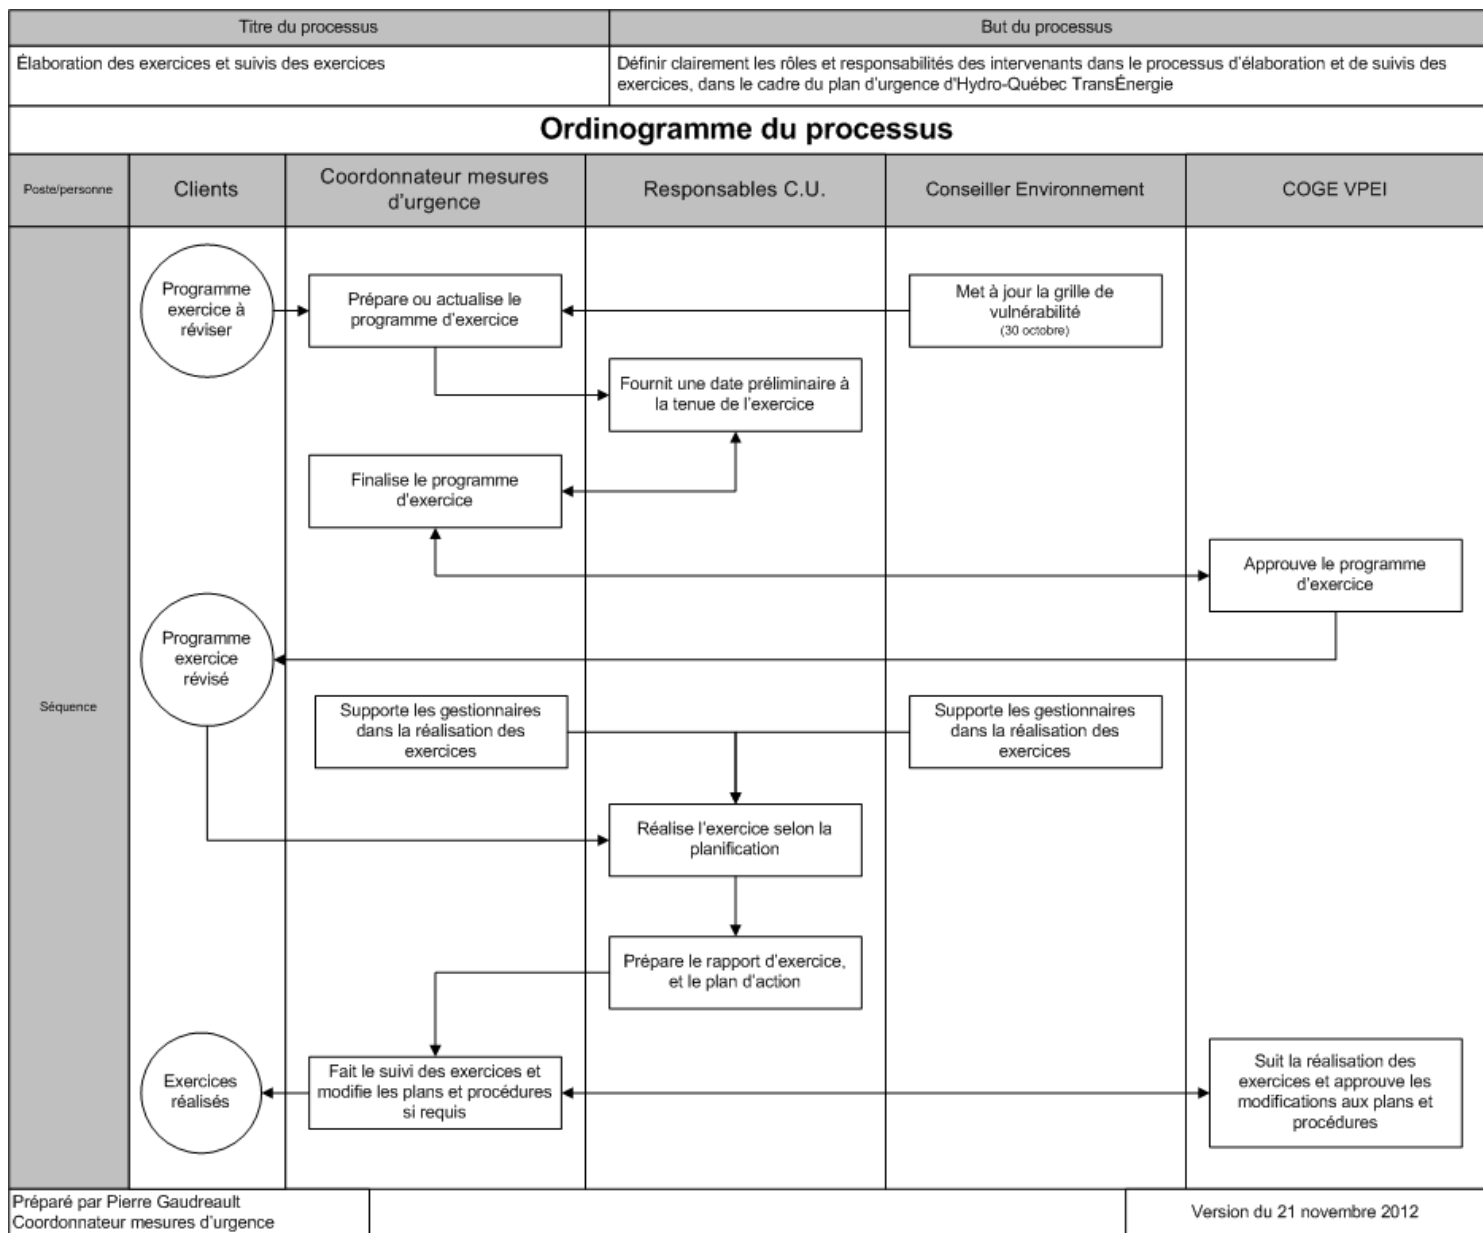 Titre du processus
But du processus
Élaboration des exercices et suivis des exercices
Définir clairement les rôles et responsabilités des intervenants dans le processus d'élaboration et de suivis des
exercices, dans le cadre du plan d'urgence d'Hydro-Québec TransÉnergie
Ordinogramme du processus
Poste/personne
Clients
Coordonnateur mesures
d'urgence
Responsables C.U.
Conseiller Environnement
COGE VPEI
Séquence
Programme
exercice à
réviser
Prépare ou actualise le
programme d'exercice
Met à jour la grille de
vulnérabilité
(30 octobre)
Fournit une date préliminaire à
la tenue de l'exercice
Finalise le programme
d'exercice
Approuve le programme
d'exercice
Programme
exercice
révisé
Supporte les gestionnaires
dans la réalisation des
exercices
Supporte les gestionnaires
dans la réalisation des
exercices
Réalise l'exercice selon la
planification
Prépare le rapport d'exercice,
et le plan d'action
Exercices
réalisés
Fait le suivi des exercices et
modifie les plans et procédures
si requis
Suit la réalisation des
exercices et approuve les
modifications aux plans et
procédures
Préparé par Pierre Gaudreault
Coordonnateur mesures d'urgence
Version du 21 novembre 2012